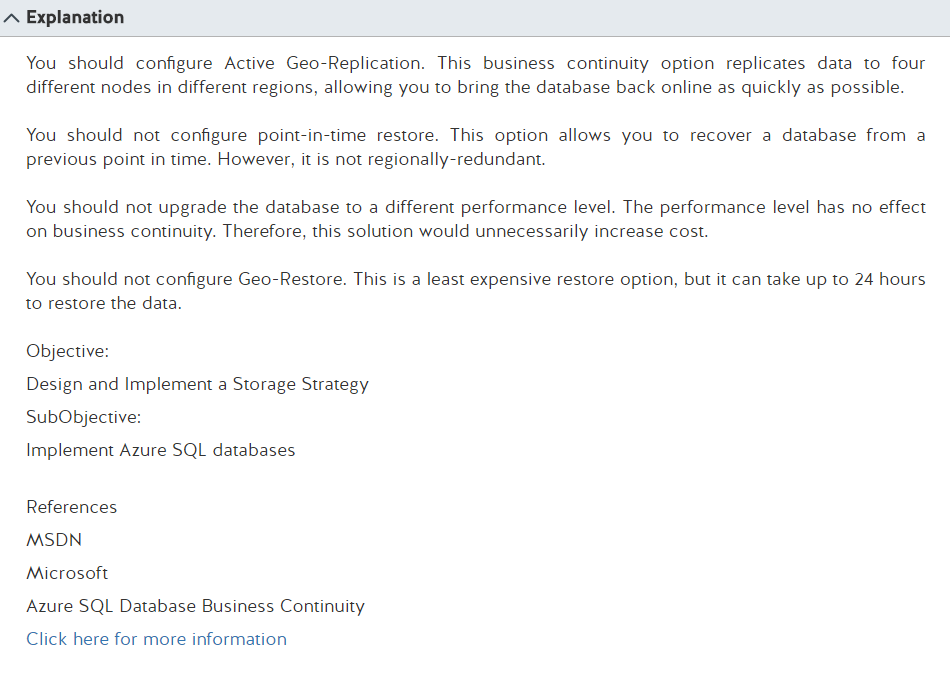 Explanation
You should configure Active Geo-Replication. This business continuity option replicates data to four
different nodes in different regions, allowing you to bring the database back online as quickly as possible.
You should not configure point-in-time restore. This option allows you to recover a database from a
previous point in time. However, it is not regionally-redundant.
You should not upgrade the database to a different performance level. The performance level has no effect
on business continuity. Therefore, this solution would unnecessarily increase cost.
You should not configure Geo-Restore. This is a least expensive restore option, but it can take up to 24 hours
to restore the data.
Objective:
Design and Implement a Storage Strategy
SubObjective:
Implement Azure SQL databases
References
MSDN
Microsoft
Azure SQL Database Business Continuity
Click here for more information